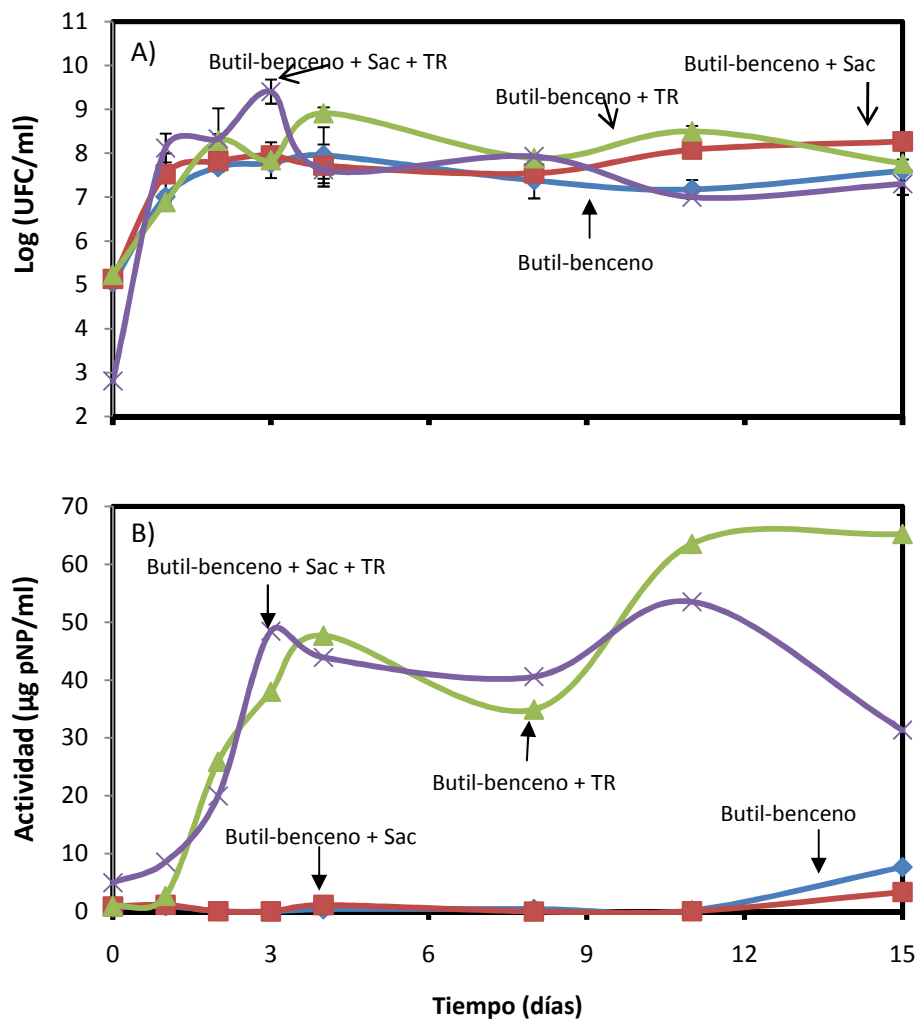 A)
Log (UFC/ml)
11
10
9
8
7
6
5
4
3
2
Butil-benceno + Sac + TR
Butil-benceno + Sac
Butil-benceno + TR
Butil-benceno
B)
Actividad (µg pNP/ml)
70
60
50
40
30
20
10
0
Butil-benceno + Sac + TR
Butil-benceno + TR
Butil-benceno
Butil-benceno + Sac
0
3
6
9
12
15
Tiempo (días)